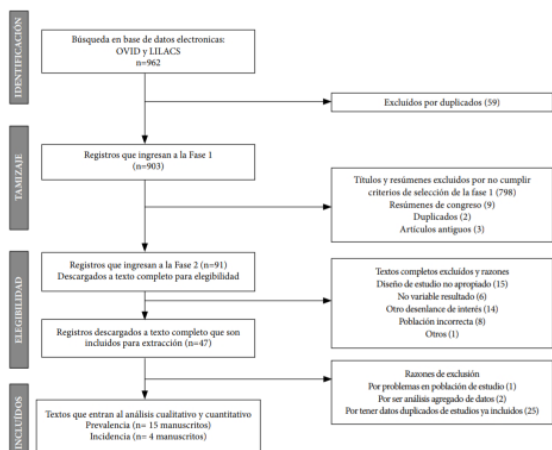 IDENTIFICACIÓN
Búsqueda en base de datos electronicas:
OVID y LILACS
n=962
Excluídos por duplicados (59)
TAMIZAJE
Registros que ingresan a la Fase 1
(n=903)
Títulos y resúmenes excluidos por no cumplir
criterios de selección de la fase 1 (798)
Resúmenes de congreso (9)
Duplicados (2)
Artículos antiguos (3)
ELEGIBILIDAD
Registros que ingresan a la Fase 2 (n=91)
Descargados a texto completo para elegibilidad
Textos completos excluidos y razones
Diseño de estudio no apropiado (15)
No variable resultado (6)
Otro desenlance de interés (14)
Población incorrecta (8)
Otros (1)
Registros descargados a texto completo que son
incluidos para extracción (n=47)
Razones de exclusión
Por problemas en población de estudio (1)
Por ser análisis agregado de datos (2)
Por tener datos duplicados de estudios ya incluidos (25)
INCLUÍDOS
Textos que entran al análisis cualitativo y cuantitativo
Prevalencia (n= 15 manuscritos)
Incidencia (n= 4 manuscritos)